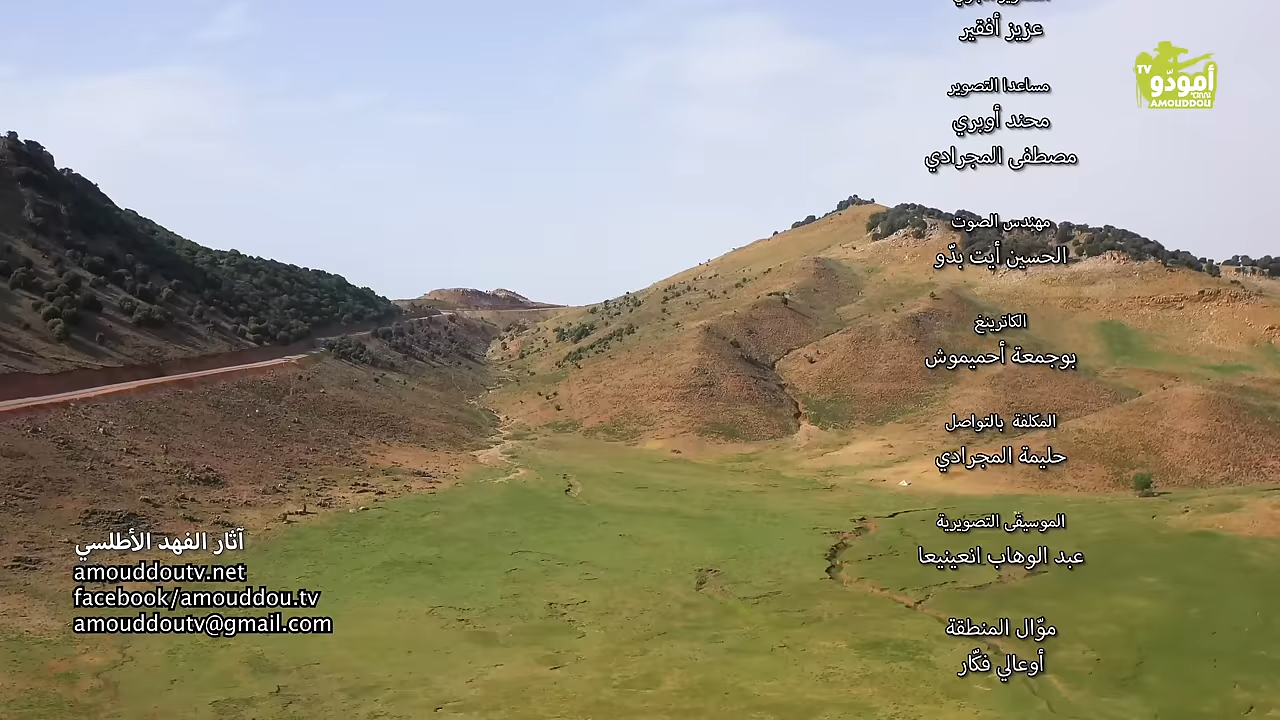 عزيز أفقير
مساعدا التصوير
محند أوبري
مصطفى المجرادي
مهندس الصوت
الحسين أيت بدّو
الكاترينغ
بوجمعة أحميموش
المكلفة بالتواصل
حليمة المجرادي
الموسيقى التصويرية
عبد الوهاب انعينيعا
موّال المنطقة
أوعالي فكّار
TV
أمودّو
AMOUDDOU
آثار الفهد الأطلسي
amouddoutv.net
facebook/amouddou.tv
amouddoutv@gmail.com